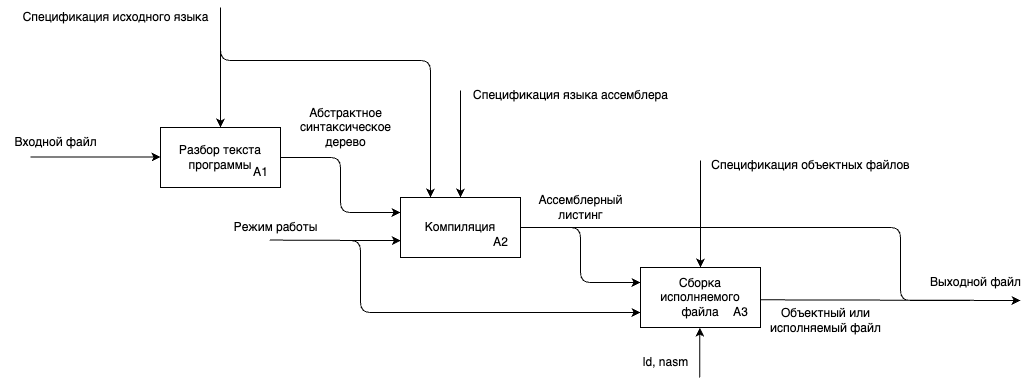 Спецификация исходного языка
Спецификация языка ассемблера
Абстрактное
синтаксическое
дерево
Входной файл
Разбор текста
программы
A1
Спецификация объектных файлов
Ассемблерный
листинг
Режим работы
Компиляция
A2
Сборка
исполняемого
файла
A3
Выходной файл
Объектный или
исполняемый файл
ld, nasm